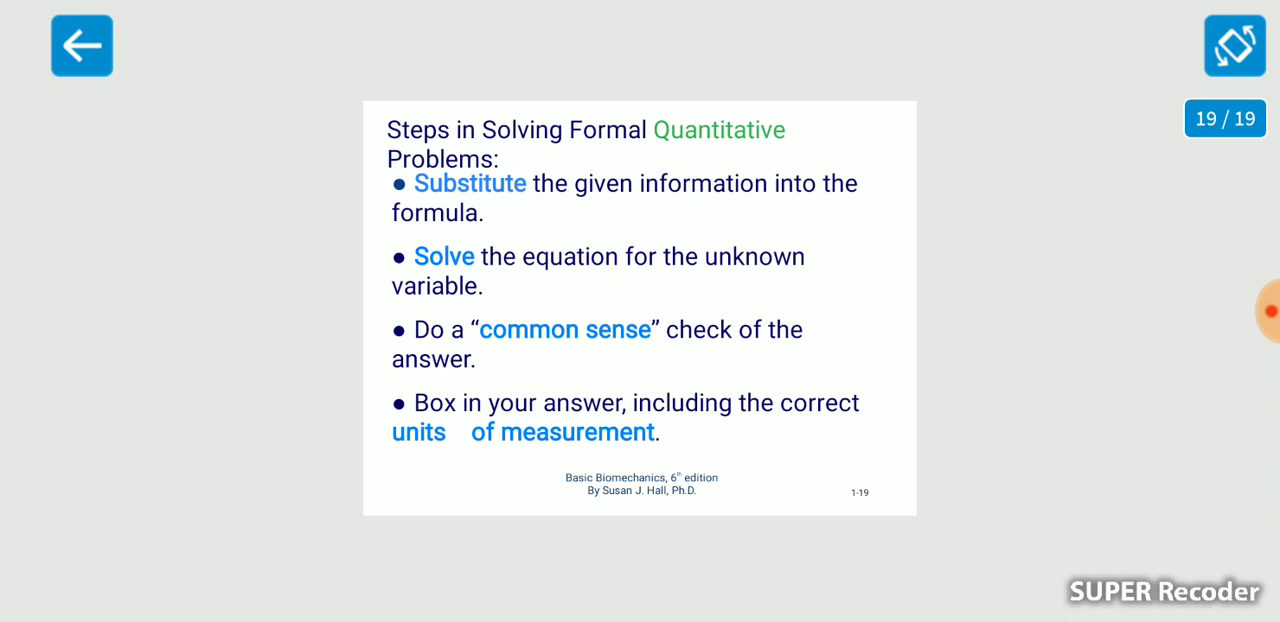 19 / 19
Steps in Solving Formal Quantitative
Problems:
● Substitute the given information into the
formula.
● Solve the equation for the unknown
variable.
● Do a “common sense” check of the
answer.
● Box in your answer, including the correct
units of measurement.
Basic Biomechanics, 6th edition
By Susan J. Hall, Ph.D.
1-19
SUPER Recoder